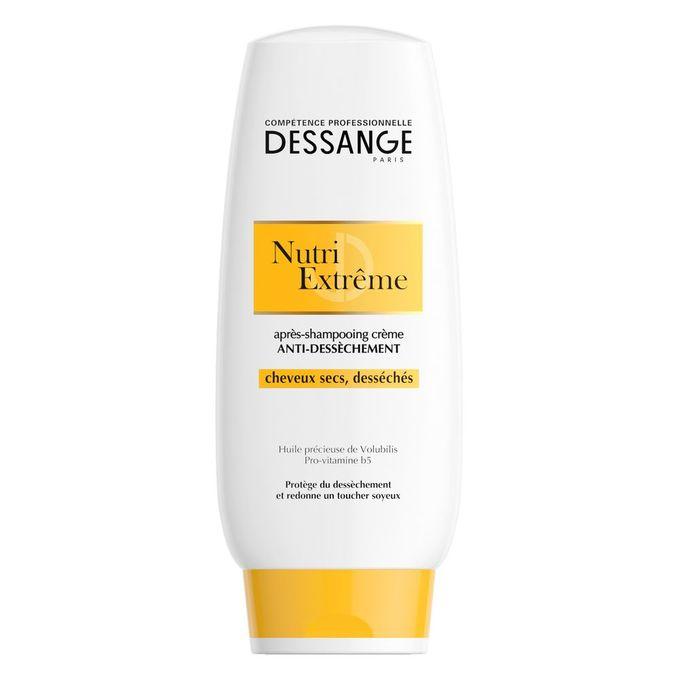 COMPÉTENCE PROFESSIONNELLE
DESSANGE
PARIS
Nutri
Extrême
après-shampooing crème
ANTI-DESSÈCHEMENT
cheveux secs, desséchés
Huile précieuse de Volubilis
Pro-vitamine b5
Protège du dessèchement
et redonne un toucher soyeux